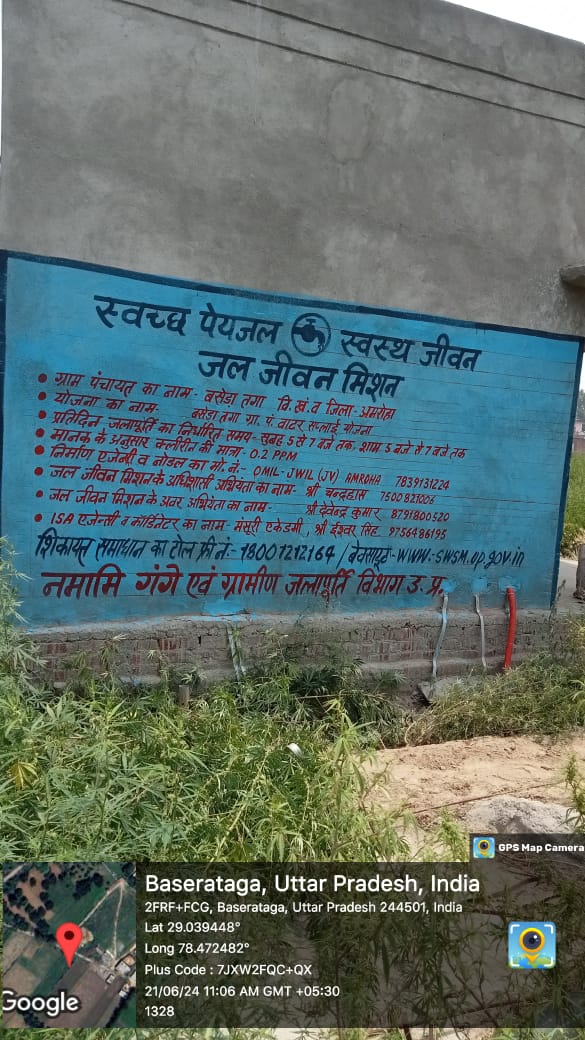 स्वच्छ पेयजल स्वस्थ जीवन
जल जीवन मिशन
ग्राम पंचायत का नाम - बसेडा तगा वि.खं.व जिला-अमरोहा
योजना का नाम बसेडा तगा ग्रा. पं. वाटर सप्लाई योजना
प्रतिदिन जलापूर्ति का निर्धारित समय - सुबह 5 से 7 बजे तक, शाम 5 बजे से 7 बजे तक
मानक के अनुसार क्लोरीन की मात्रा - 0.2 PPM
निर्माण एजेन्सी व नोडल का मो. नं:- OMIL-JWIL (JV) AMROHA 7839131224
जल जीवन मिशन के अधिशासी अभियंता का नाम- श्री चन्द्रहास 7500821006
जल जीवन मिशन के अवर अभियंता का नाम- श्री देवेन्द्र कुमार 8791800520
ISA एजेन्सी व कॉडिनेटर का नाम- मंसूरी एकेडमी, श्री ईश्वर सिंह 9756486195
शिकायत समाधान का टोल फ्री नं:- 18001212164 / वेबसाइट:- www.swsm.up.gov.in
नमामि गंगे एवं ग्रामीण जलापूर्ति विभाग उ. प्र.
GPS Map Camera
Baserataga, Uttar Pradesh, India
2FRF+FCG, Baserataga, Uttar Pradesh 244501, India
Lat 29.039448°
Long 78.472482°
Plus Code : 7JXW2FQC+QX
21/06/24 11:06 AM GMT +05:30
1328
Google